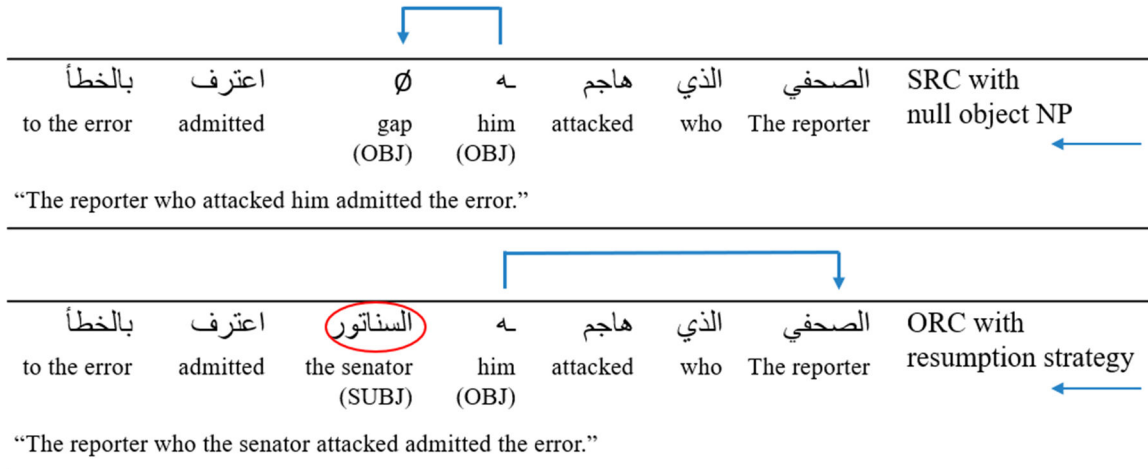 الصحفي الذي هاجم ـه Ø اعترف بالخطأ
SRC with
null object NP
The reporter who attacked him gap admitted to the error
(OBJ) (OBJ)
“The reporter who attacked him admitted the error.”
الصحفي الذي هاجم ـه السناتور اعترف بالخطأ
ORC with
resumption strategy
The reporter who attacked him the senator admitted to the error
(OBJ) (SUBJ)
“The reporter who the senator attacked admitted the error.”